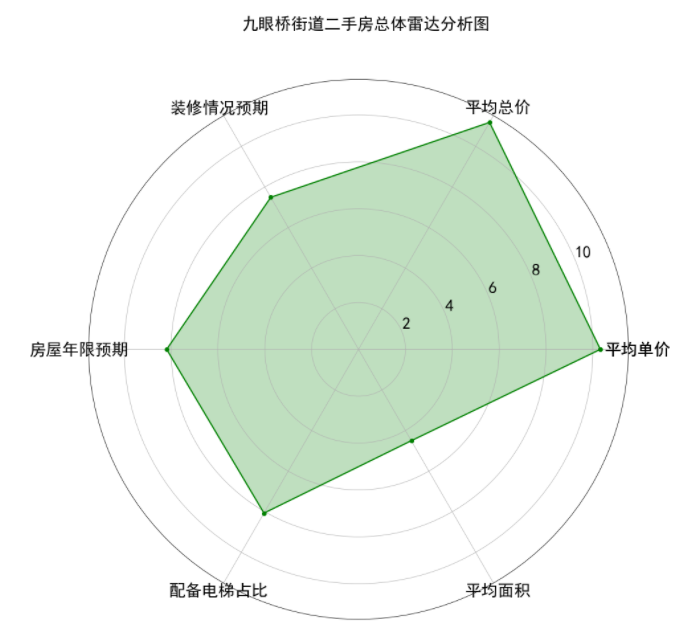 九眼桥街道二手房总体雷达分析图
装修情况预期
平均总价
10
8
6
4
2
房屋年限预期
平均单价
配备电梯占比
平均面积